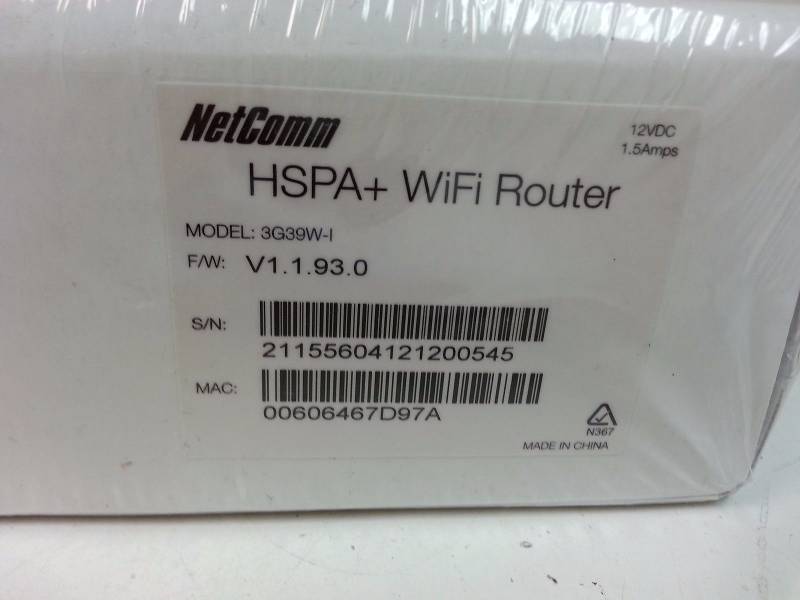 NetComm
12VDC
1.5Amps
HSPA+ WiFi Router
MODEL: 3G39W-I
F/W: V1.1.93.0
S/N:
21155604121200545
MAC:
00606467D97A
N367
MADE IN CHINA